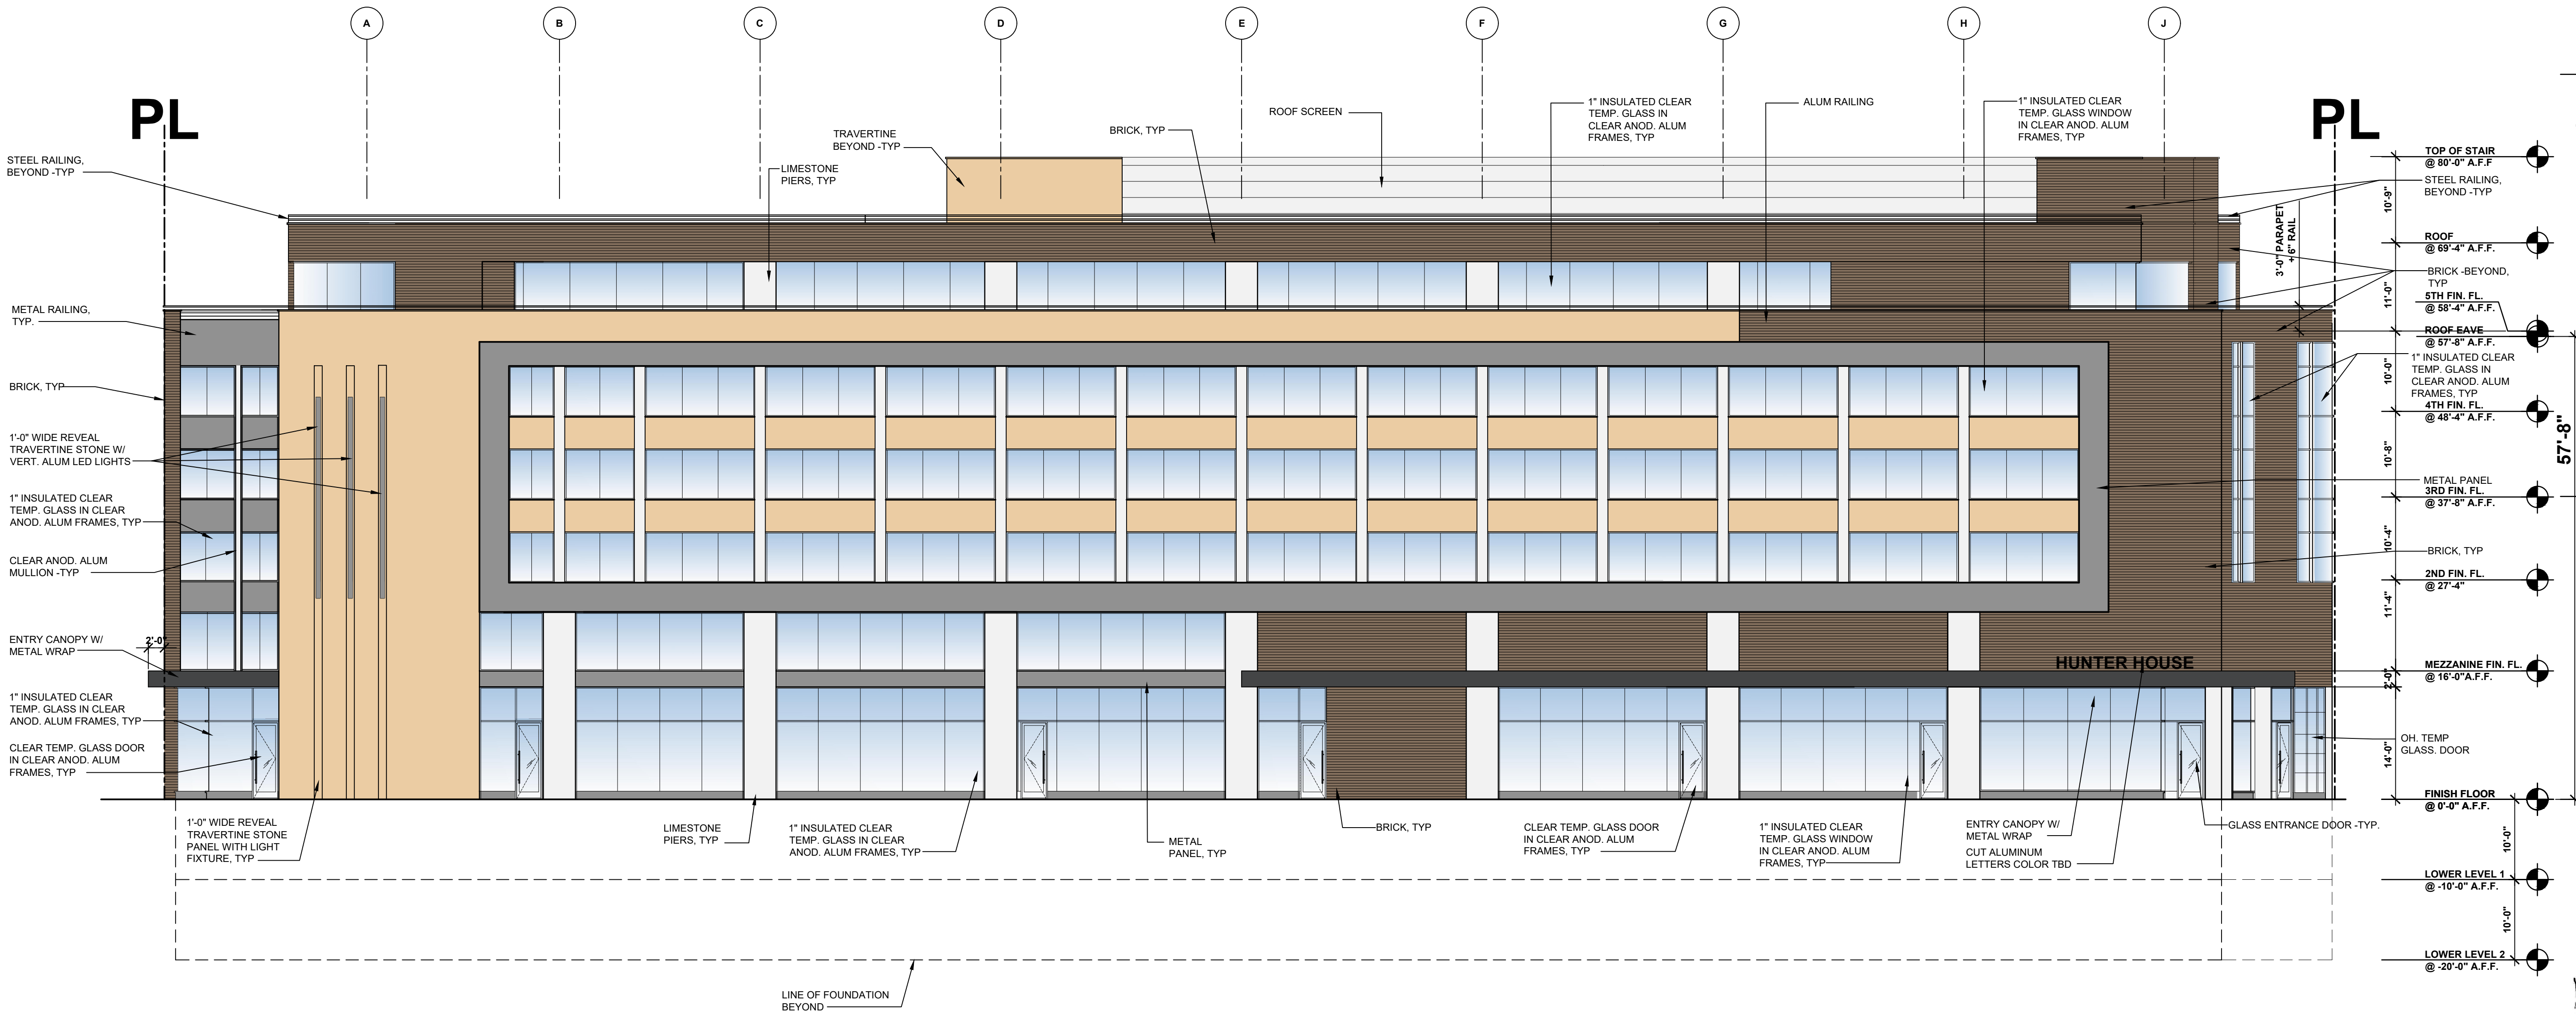 A
B
C
D
E
F
G
H
J
PL
PL
STEEL RAILING,
BEYOND -TYP
TRAVERTINE
BEYOND -TYP
LIMESTONE
PIERS, TYP
BRICK, TYP
ROOF SCREEN
1" INSULATED CLEAR
TEMP. GLASS IN
CLEAR ANOD. ALUM
FRAMES, TYP
ALUM RAILING
1" INSULATED CLEAR
TEMP. GLASS WINDOW
IN CLEAR ANOD. ALUM
FRAMES, TYP
METAL RAILING,
TYP.
BRICK, TYP
1'-0" WIDE REVEAL
TRAVERTINE STONE W/
VERT. ALUM LED LIGHTS
1" INSULATED CLEAR
TEMP. GLASS IN CLEAR
ANOD. ALUM FRAMES, TYP
CLEAR ANOD. ALUM
MULLION -TYP
ENTRY CANOPY W/
METAL WRAP
2'-0"
1" INSULATED CLEAR
TEMP. GLASS IN CLEAR
ANOD. ALUM FRAMES, TYP
CLEAR TEMP. GLASS DOOR
IN CLEAR ANOD. ALUM
FRAMES, TYP
HUNTER HOUSE
TOP OF STAIR
@ 80'-0" A.F.F
STEEL RAILING,
BEYOND -TYP
10'-9"
3'-0" PARAPET
+ 6" RAIL
ROOF
@ 69'-4" A.F.F.
BRICK -BEYOND,
TYP
11'-0"
5TH FIN. FL.
@ 58'-4" A.F.F.
ROOF EAVE
@ 57'-8" A.F.F.
1" INSULATED CLEAR
TEMP. GLASS IN
CLEAR ANOD. ALUM
FRAMES, TYP
10'-0"
4TH FIN. FL.
@ 48'-4" A.F.F.
57'-8"
10'-8"
METAL PANEL
3RD FIN. FL.
@ 37'-8" A.F.F.
10'-4"
BRICK, TYP
2ND FIN. FL.
@ 27'-4"
11'-4"
MEZZANINE FIN. FL.
@ 16'-0"A.F.F.
2'-0"
OH. TEMP
GLASS. DOOR
14'-0"
FINISH FLOOR
@ 0'-0" A.F.F.
1'-0" WIDE REVEAL
TRAVERTINE STONE
PANEL WITH LIGHT
FIXTURE, TYP
LIMESTONE
PIERS, TYP
1" INSULATED CLEAR
TEMP. GLASS IN CLEAR
ANOD. ALUM FRAMES, TYP
METAL
PANEL, TYP
BRICK, TYP
CLEAR TEMP. GLASS DOOR
IN CLEAR ANOD. ALUM
FRAMES, TYP
1" INSULATED CLEAR
TEMP. GLASS WINDOW
IN CLEAR ANOD. ALUM
FRAMES, TYP
ENTRY CANOPY W/
METAL WRAP
CUT ALUMINUM
LETTERS COLOR TBD
GLASS ENTRANCE DOOR -TYP.
10'-0"
LOWER LEVEL 1
@ -10'-0" A.F.F.
10'-0"
LOWER LEVEL 2
@ -20'-0" A.F.F.
LINE OF FOUNDATION
BEYOND